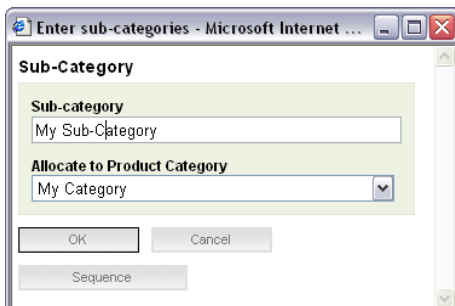 Enter sub-categories - Microsoft Internet ...
Sub-Category
Sub-category
My Sub-Category
Allocate to Product Category
My Category
OK Cancel
Sequence